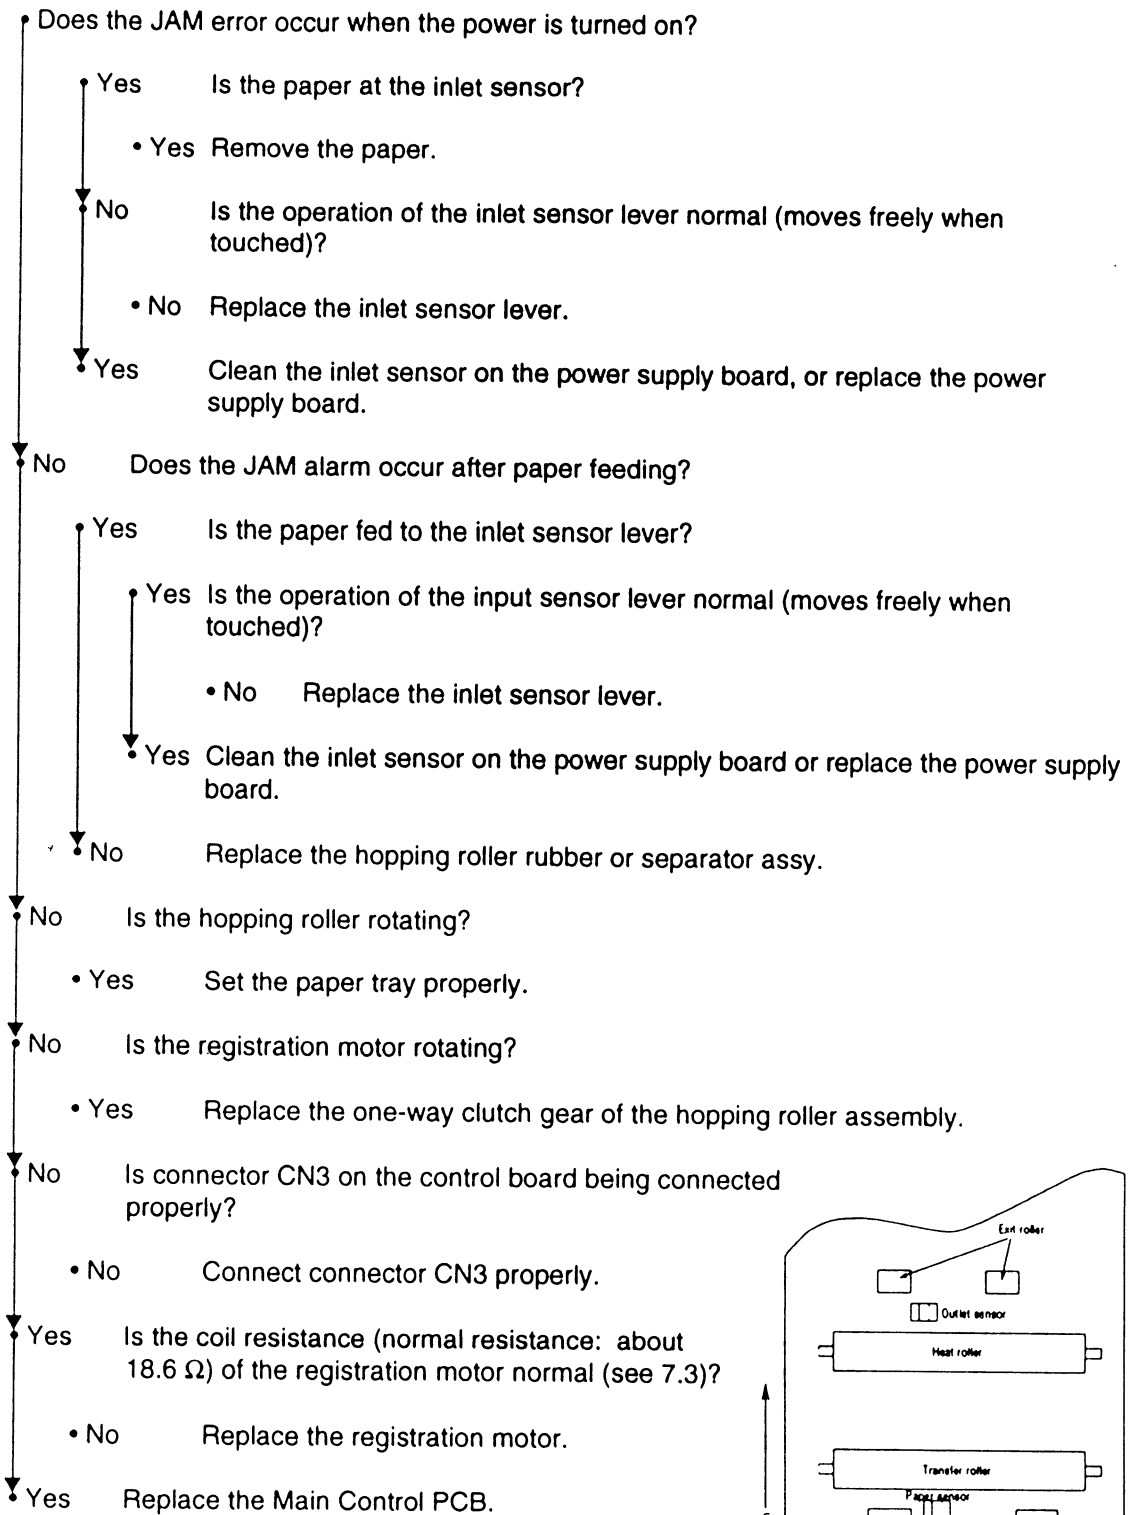 • Does the JAM error occur when the power is turned on?
• Yes Is the paper at the inlet sensor?
• Yes Remove the paper.
• No Is the operation of the inlet sensor lever normal (moves freely when
touched)?
• No Replace the inlet sensor lever.
• Yes Clean the inlet sensor on the power supply board, or replace the power
supply board.
• No Does the JAM alarm occur after paper feeding?
• Yes Is the paper fed to the inlet sensor lever?
• Yes Is the operation of the input sensor lever normal (moves freely when
touched)?
• No Replace the inlet sensor lever.
• Yes Clean the inlet sensor on the power supply board or replace the power supply
board.
• No Replace the hopping roller rubber or separator assy.
• No Is the hopping roller rotating?
• Yes Set the paper tray properly.
• No Is the registration motor rotating?
• Yes Replace the one-way clutch gear of the hopping roller assembly.
• No Is connector CN3 on the control board being connected
properly?
• No Connect connector CN3 properly.
• Yes Is the coil resistance (normal resistance: about
18.6 Ω) of the registration motor normal (see 7.3)?
• No Replace the registration motor.
• Yes Replace the Main Control PCB.
Exit roller
Outlet sensor
Heat roller
Transfer roller
Paper sensor